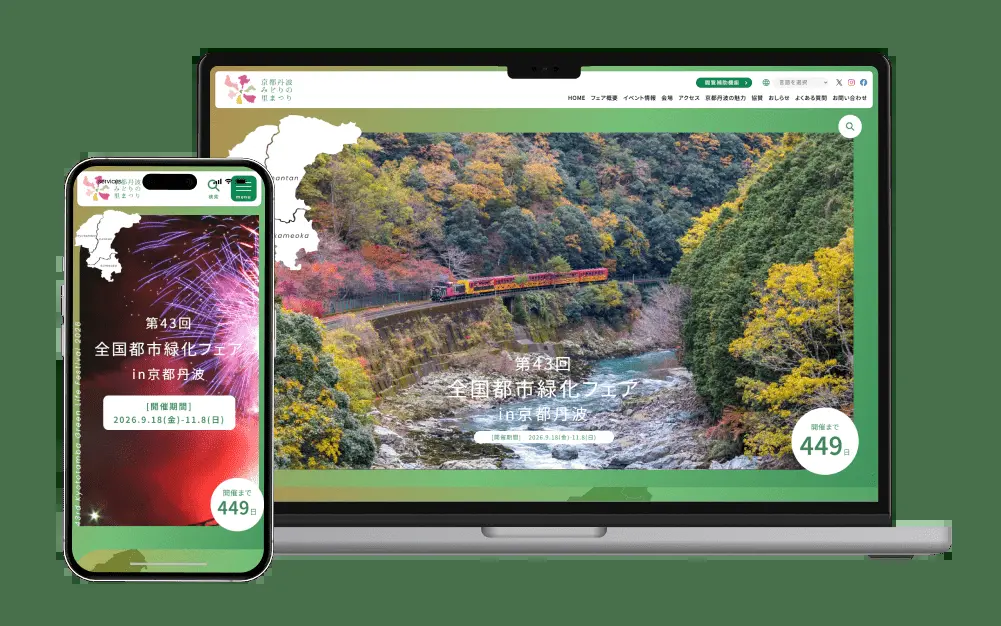 京都丹波
みどりの
里まつり
閲覧補助機能
言語を選択
HOME フェア概要 イベント情報 会場 アクセス 京都丹波の魅力 協賛 おしらせ よくある質問 お問い合わせ
nantan
kameoka
第43回
全国都市緑化フェア
in京都丹波
[開催期間] 2026.9.18(金)-11.8(日)
開催まで
449日
京都丹波
みどりの
里まつり
検索
menu
第43回
全国都市緑化フェア
in京都丹波
[開催期間]
2026.9.18(金)-11.8(日)
43rd Kyototamba Green Life Festival 2026
開催まで
449日